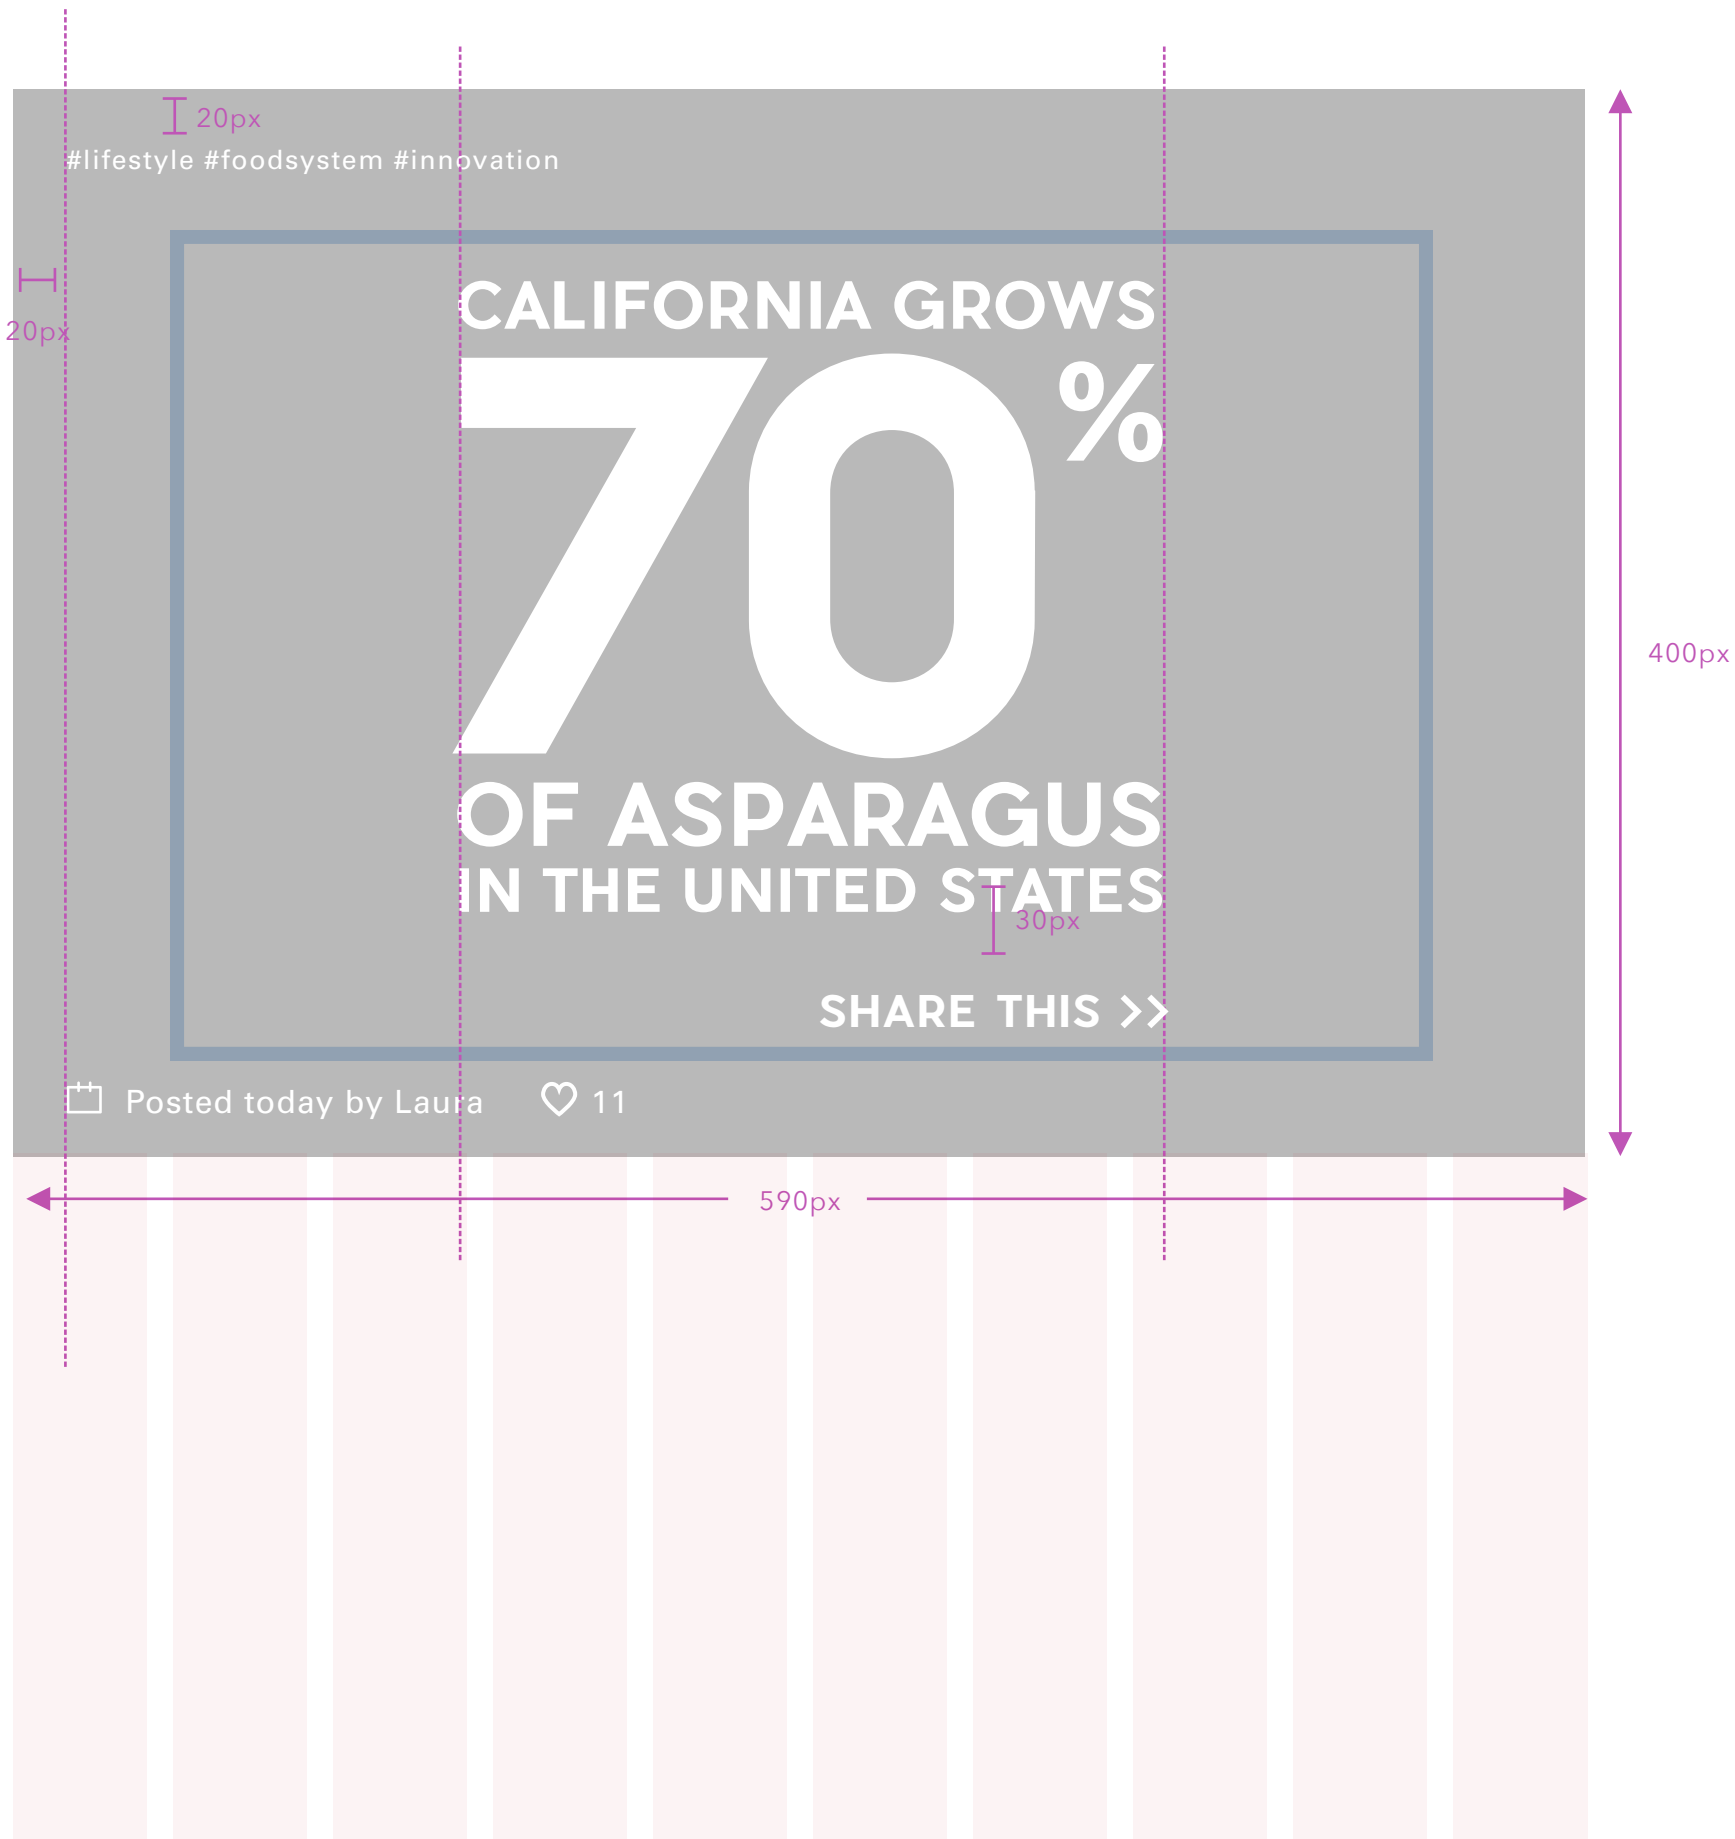 20px
#lifestyle #foodsystem #innovation
CALIFORNIA GROWS
20px
70%
400px
OF ASPARAGUS
IN THE UNITED STATES
30px
SHARE THIS >>
Posted today by Laura 11
590px